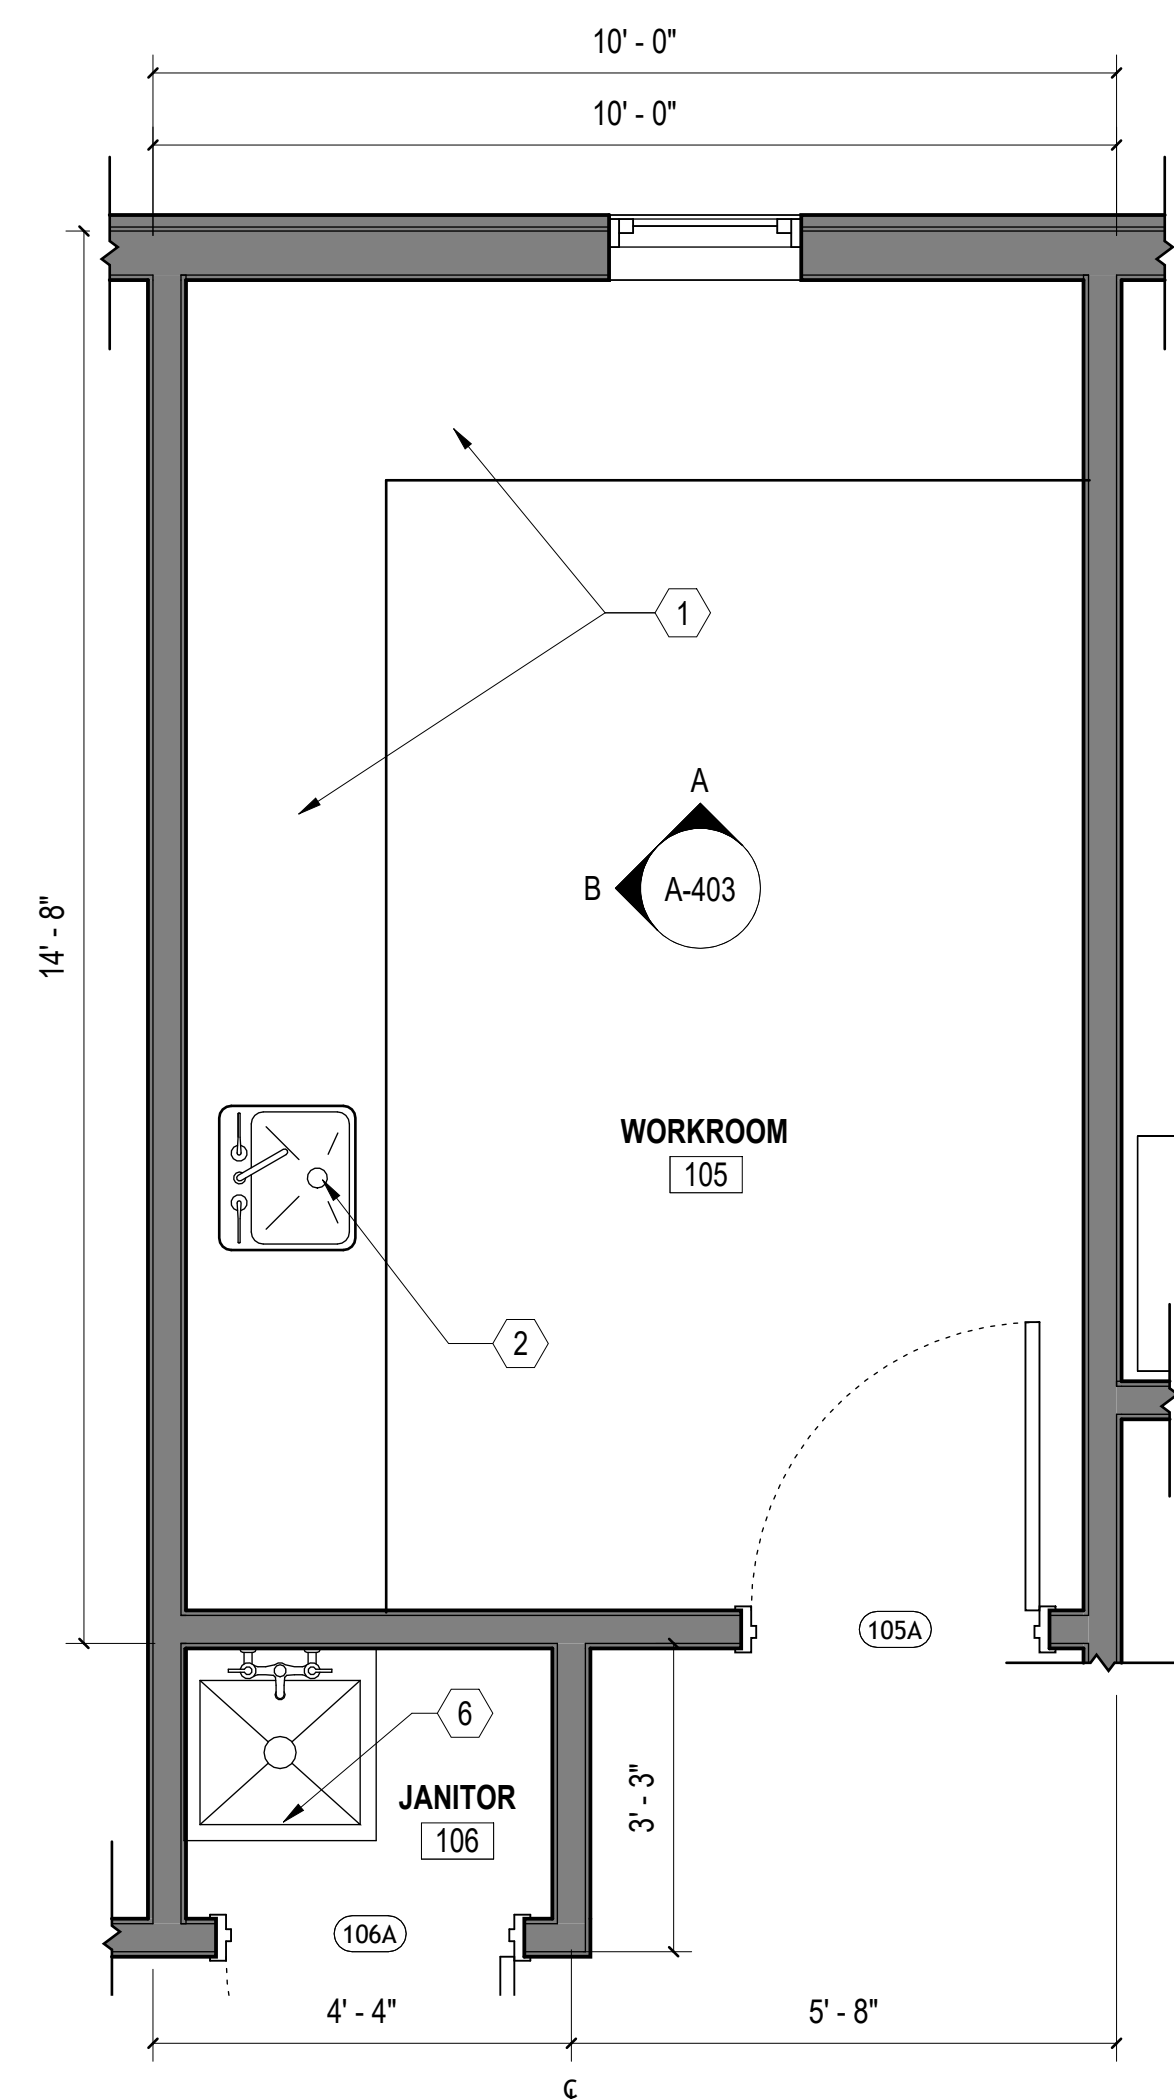 10' - 0"
10' - 0"
1
A
B
A-403
14' - 8"
WORKROOM
105
2
105A
6
JANITOR
106
3' - 3"
106A
4' - 4"
5' - 8"
℄